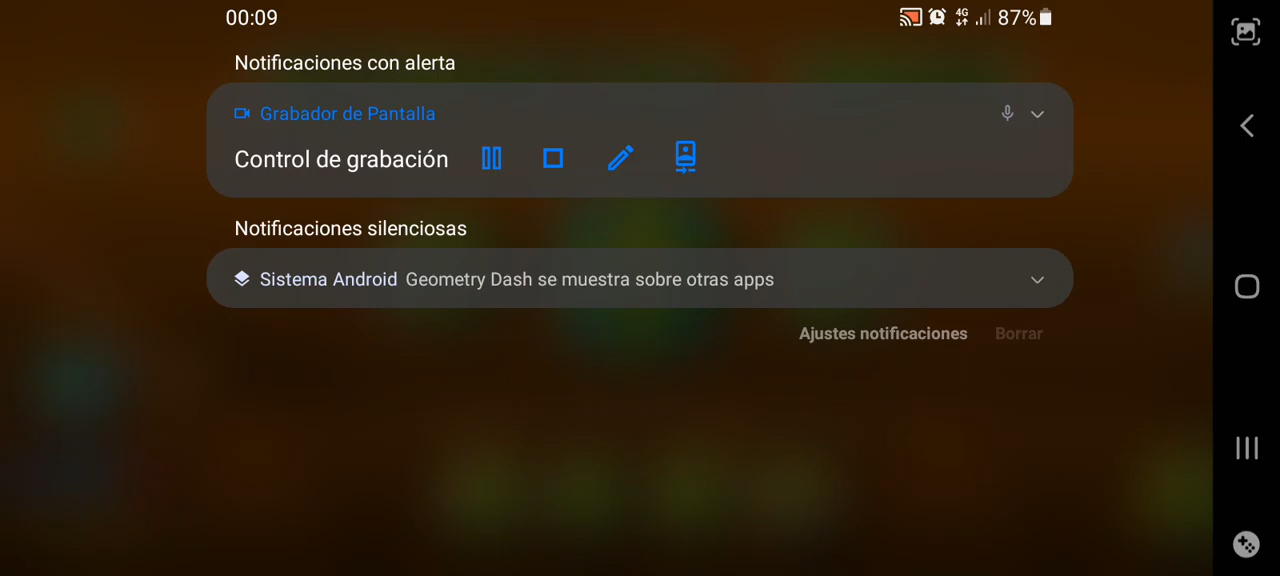 00:09
4G
87%
Notificaciones con alerta
Grabador de Pantalla
Control de grabación
Notificaciones silenciosas
Sistema Android Geometry Dash se muestra sobre otras apps
Ajustes notificaciones Borrar